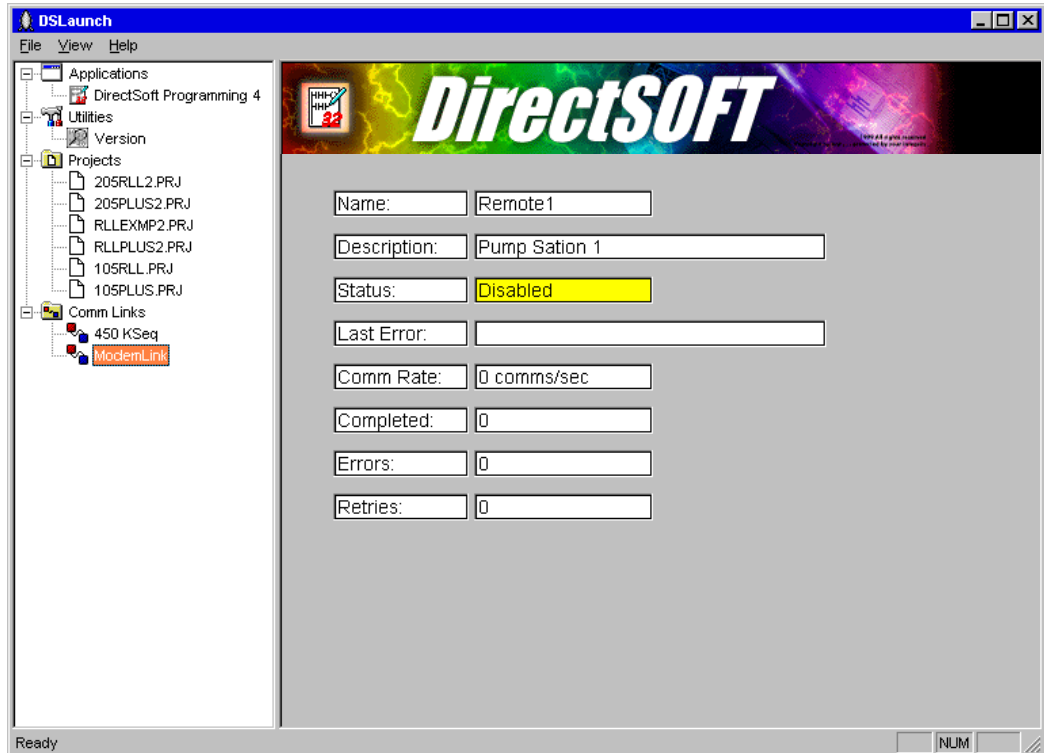 DSLaunch
File View Help
Applications
DirectSoft Programming 4
Utilities
Version
Projects
205RLL2.PRJ
205PLUS2.PRJ
RLLEXMP2.PRJ
RLLPLUS2.PRJ
105RLL.PRJ
105PLUS.PRJ
Comm Links
450 KSeq
ModemLink
32
DirectSOFT
Name: Remote1
Description: Pump Sation 1
Status: Disabled
Last Error:
Comm Rate: 0 comms/sec
Completed: 0
Errors: 0
Retries: 0
Ready NUM